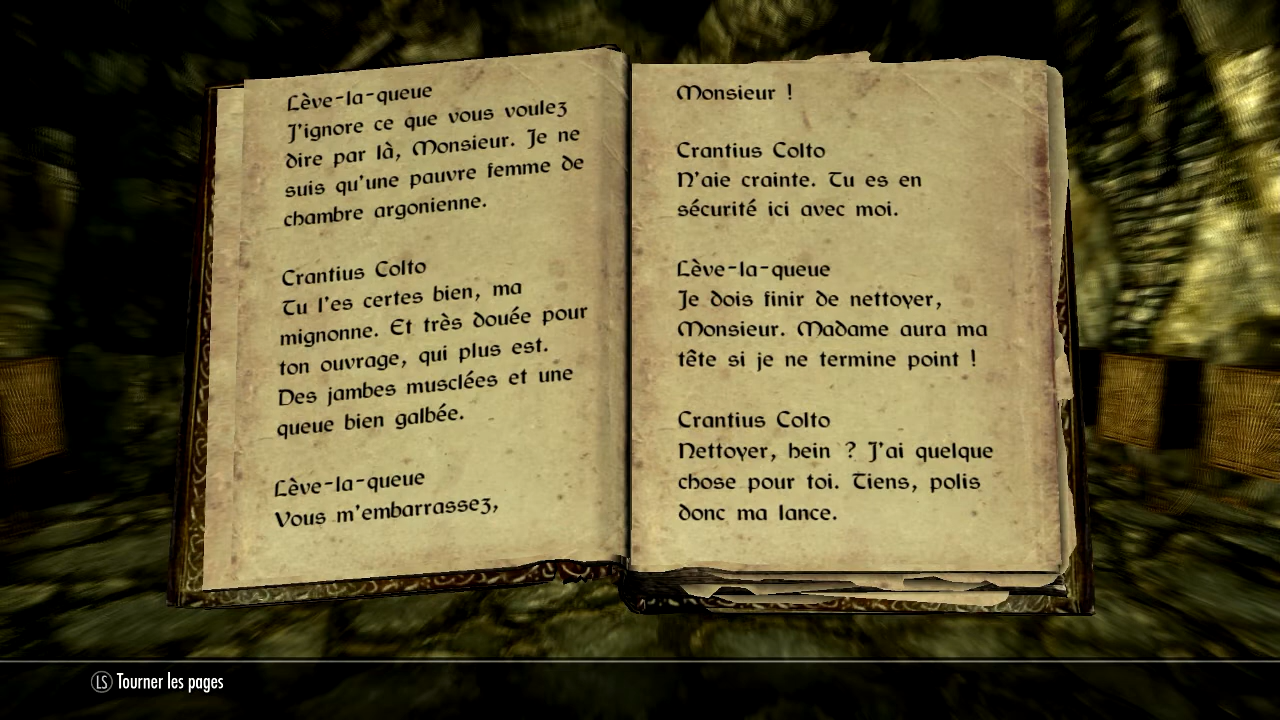 Lève-la-queue
J'ignore ce que vous voulez
dire par là, Monsieur. Je ne
suis qu'une pauvre femme de
chambre argonienne.
Crantius Colto
Tu l'es certes bien, ma
mignonne. Et très douée pour
ton ouvrage, qui plus est.
Des jambes musclées et une
queue bien galbée.
Lève-la-queue
Vous m'embarrassez,
Monsieur !
Crantius Colto
N'aie crainte. Tu es en
sécurité ici avec moi.
Lève-la-queue
Je dois finir de nettoyer,
Monsieur. Madame aura ma
tête si je ne termine point !
Crantius Colto
Nettoyer, hein ? J'ai quelque
chose pour toi. Tiens, polis
donc ma lance.
LS Tourner les pages